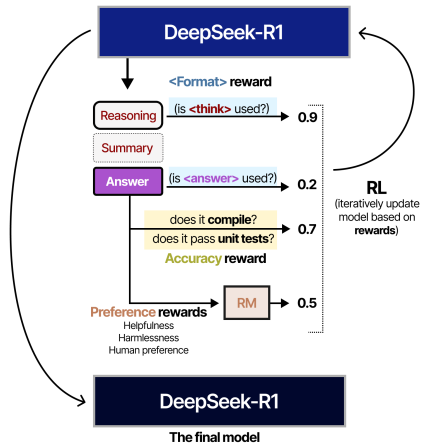 DeepSeek-R1
<Format> reward
Reasoning
(is <think> used?)
0.9
Summary
Answer
(is <answer> used?)
0.2
RL
(iteratively update
model based on
rewards)
does it compile?
0.7
does it pass unit tests?
Accuracy reward
Preference rewards
RM
0.5
Helpfulness
Harmlessness
Human preference
DeepSeek-R1
The final model